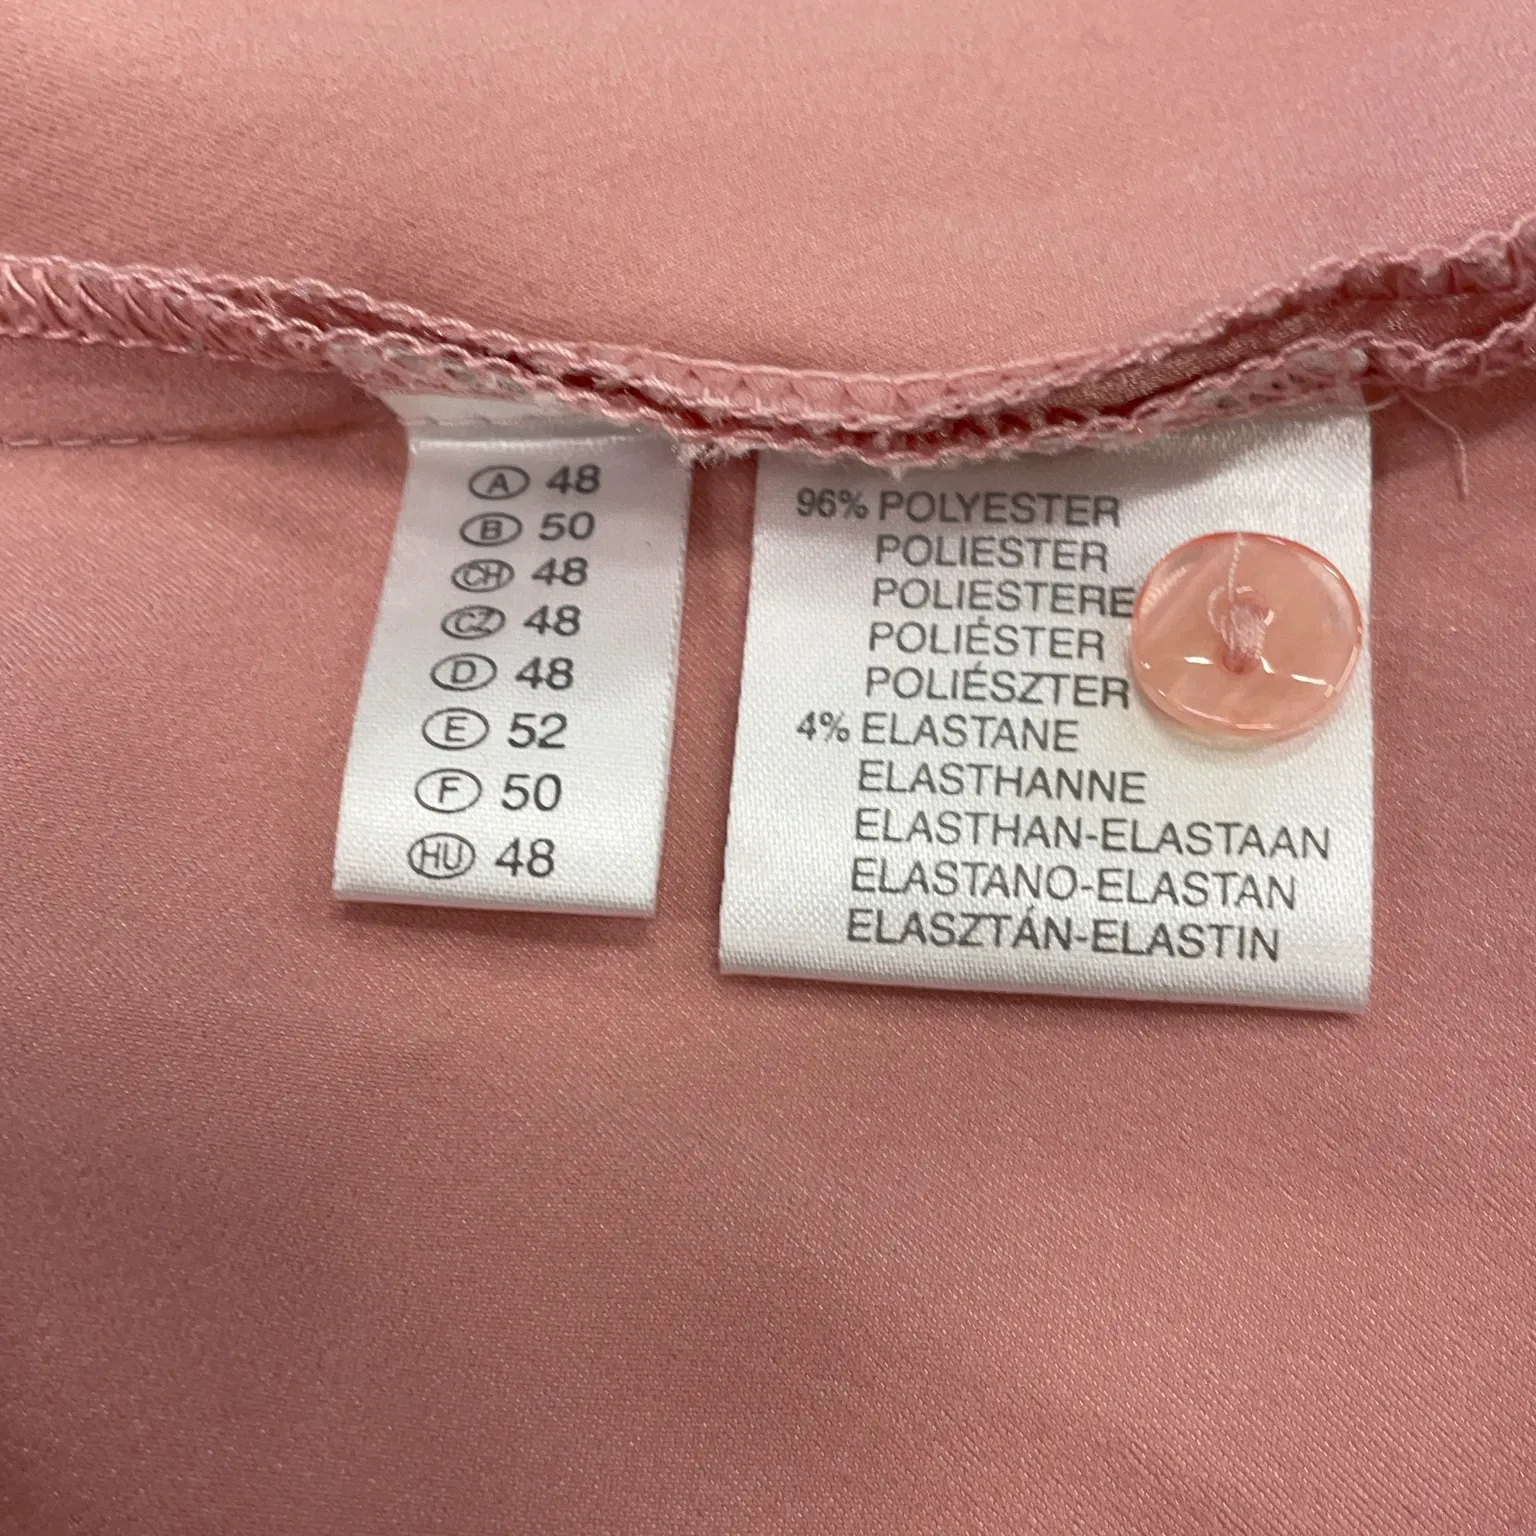 A 48
B 50
CH 48
CZ 48
D 48
E 52
F 50
HU 48
96% POLYESTER
POLIESTER
POLIESTERE
POLIÉSTER
POLIÉSZTER
4% ELASTANE
ELASTHANNE
ELASTHAN-ELASTAAN
ELASTANO-ELASTAN
ELASZTÁN-ELASTIN